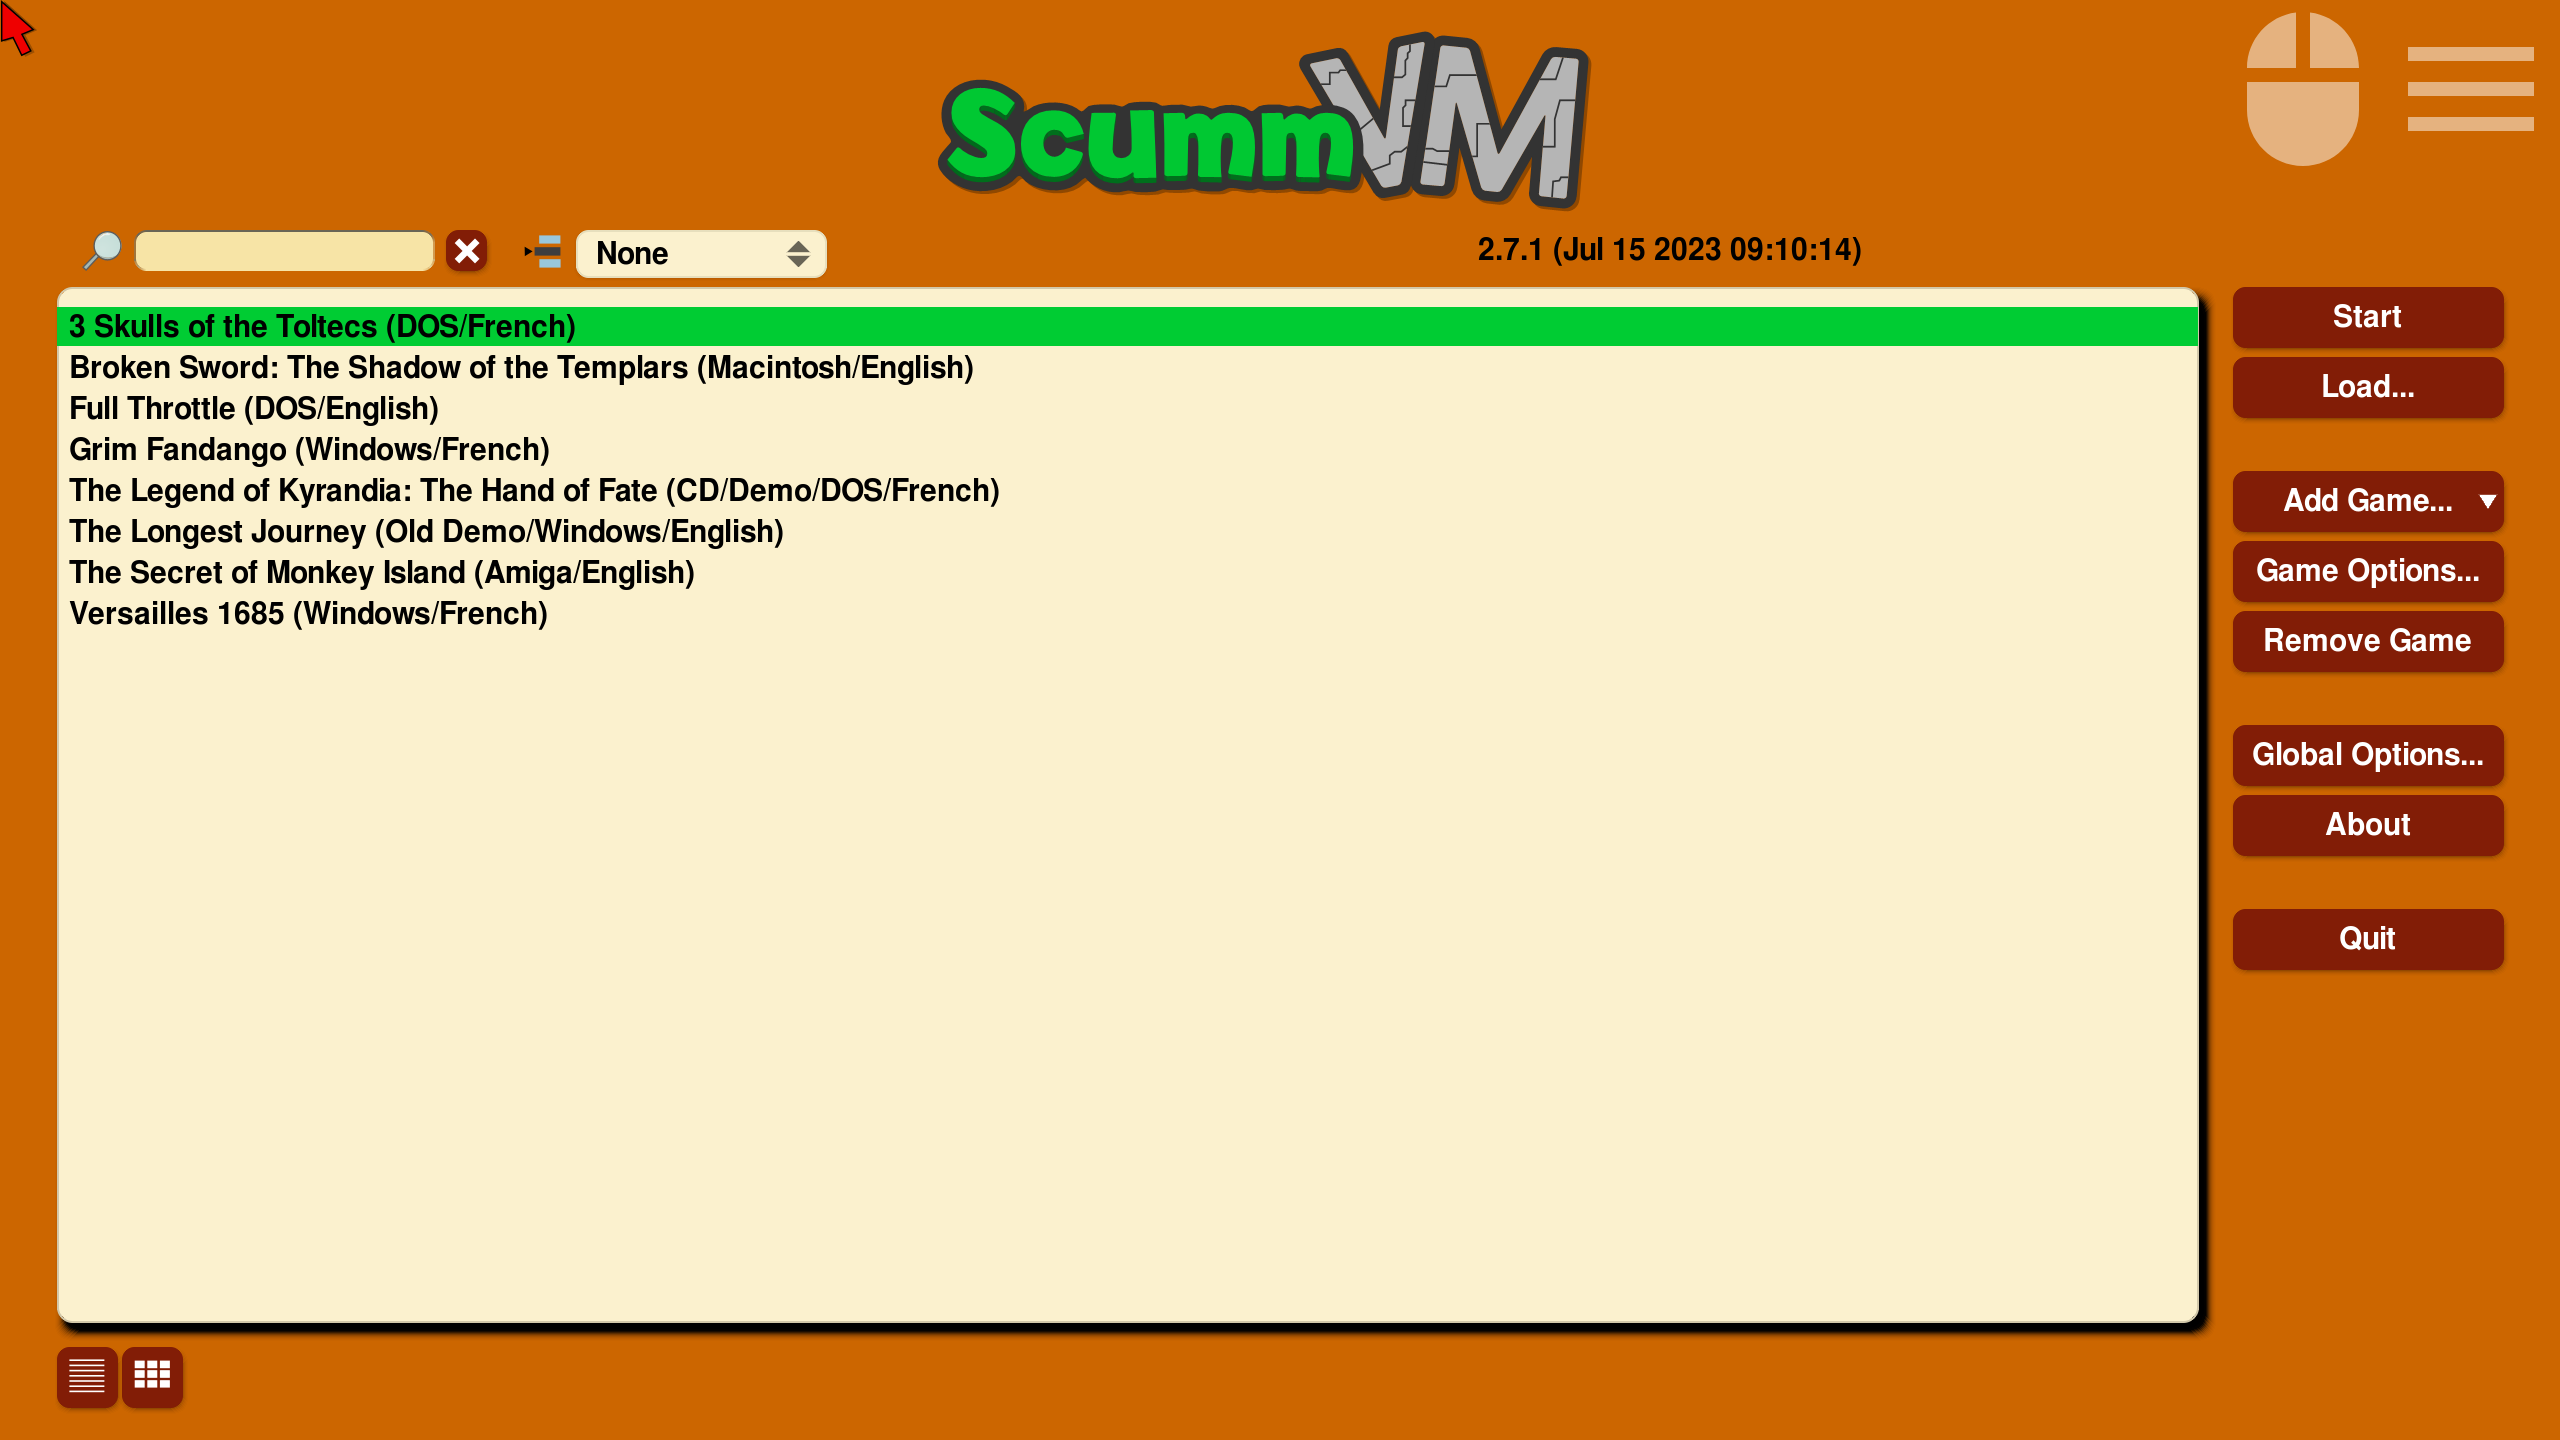 ScummVM
None
2.7.1 (Jul 15 2023 09:10:14)
3 Skulls of the Toltecs (DOS/French)
Broken Sword: The Shadow of the Templars (Macintosh/English)
Full Throttle (DOS/English)
Grim Fandango (Windows/French)
The Legend of Kyrandia: The Hand of Fate (CD/Demo/DOS/French)
The Longest Journey (Old Demo/Windows/English)
The Secret of Monkey Island (Amiga/English)
Versailles 1685 (Windows/French)
Start
Load...
Add Game...
Game Options...
Remove Game
Global Options...
About
Quit